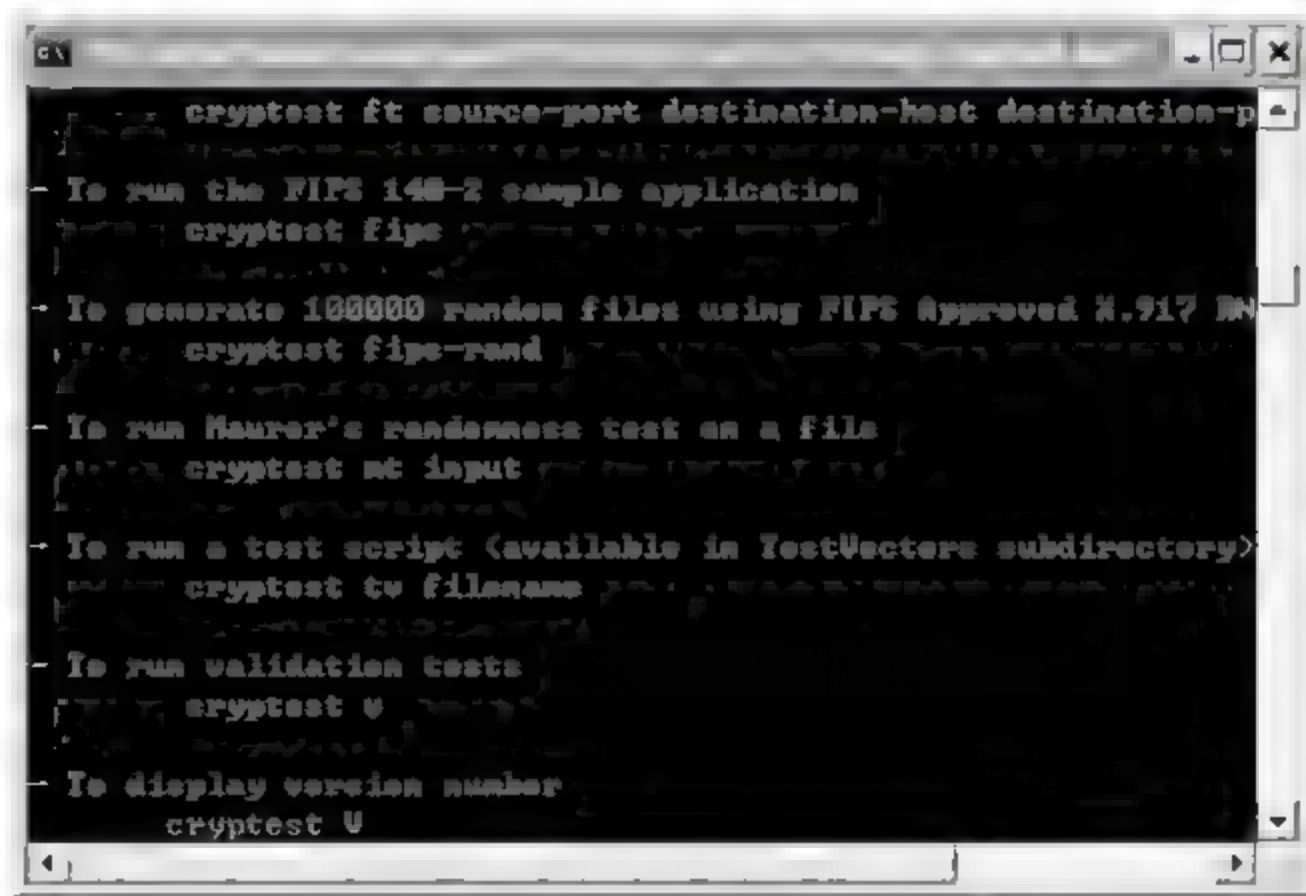 cryptest ft source-port destination-host destination-p
- To run the FIPS 140-2 sample application
cryptest fips
- To generate 100000 random files using FIPS Approved X.917 RN
cryptest fips-rand
- To run Maurer's randomness test on a file
cryptest mt input
- To run a test script (available in TestVectors subdirectory)
cryptest tv filename
- To run validation tests
cryptest v
- To display version number
cryptest V